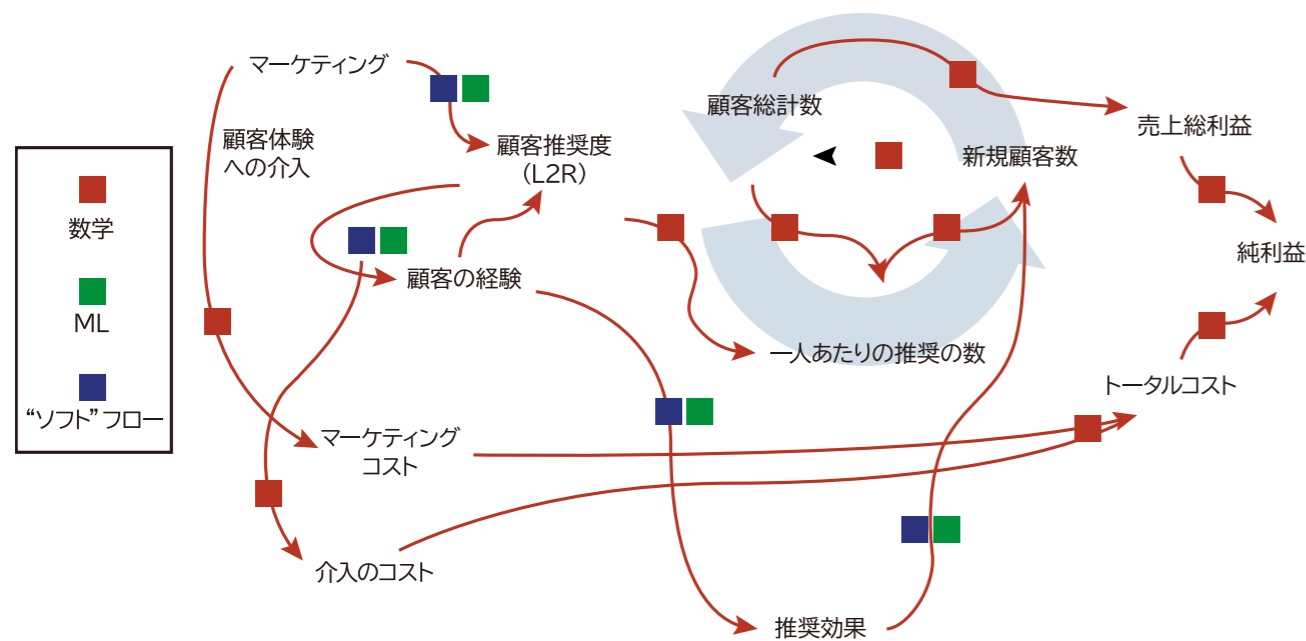 マーケティング
顧客体験
への介入
顧客推奨度
(L2R)
顧客総計数
新規顧客数
売上総利益
純利益
数学
ML
“ソフト”フロー
顧客の経験
一人あたりの推奨の数
トータルコスト
マーケティング
コスト
介入のコスト
推奨効果